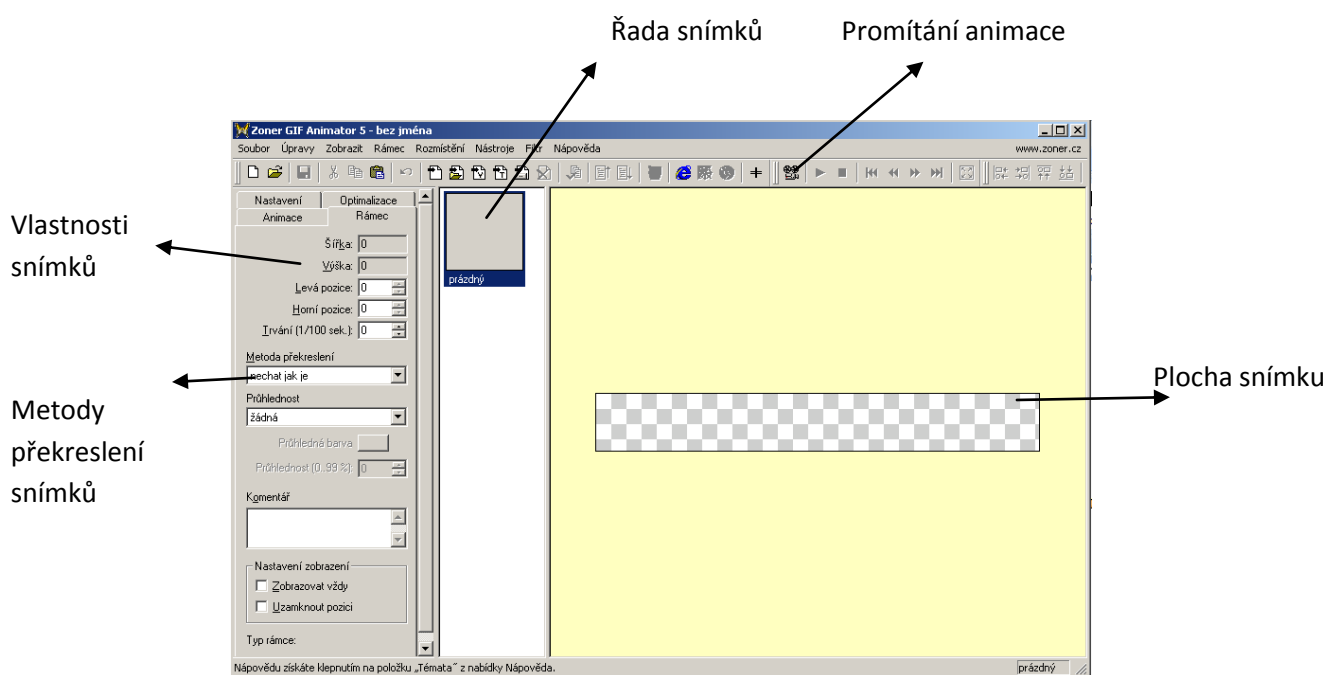 Řada snímků
Promítání animace
Zoner GIF Animator 5 - bez jména
Soubor Úpravy Zobrazit Rámec Rozmístění Nástroje Filtr Nápověda www.zoner.cz
Nastavení Optimalizace
Animace Rámec
Šířka: 0
Výška: 0
Levá pozice: 0
Horní pozice: 0
Trvání (1/100 sek.): 0
Metoda překreslení
nechat jak je
Průhlednost
žádná
Průhledná barva
Průhlednost (0..99 %): 0
Komentář
Nastavení zobrazení
Zobrazovat vždy
Uzamknout pozici
Typ rámce:
prázdný
Nápovědu získáte klepnutím na položku „Témata˝ z nabídky Nápověda.
prázdný
Vlastnosti
snímků
Metody
překreslení
snímků
Plocha snímku